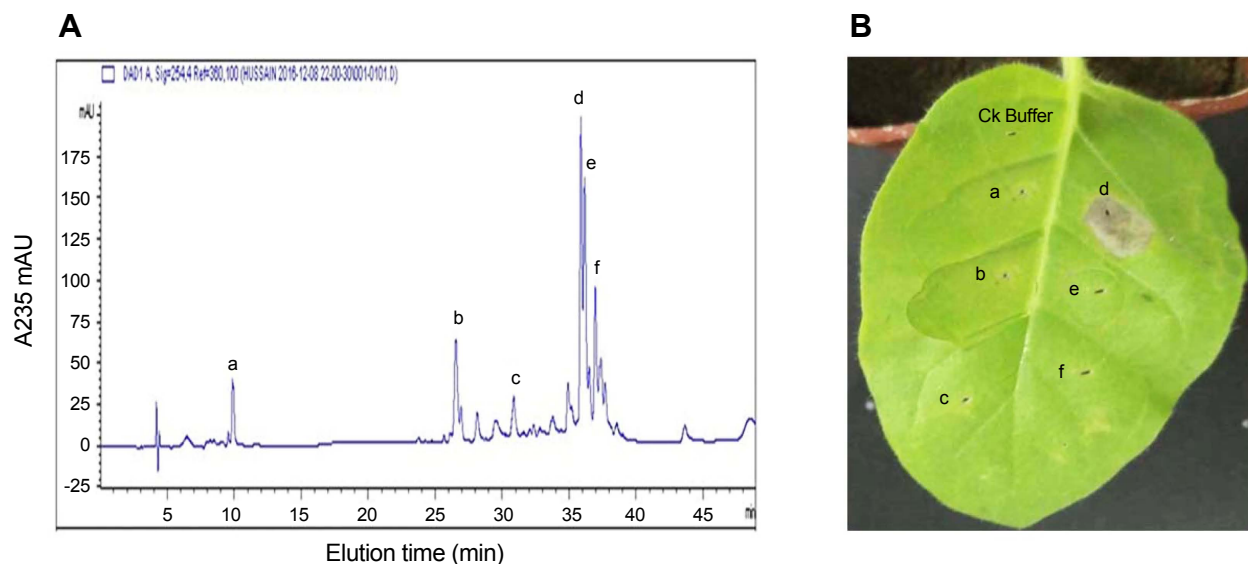 A
B
DAD1 A, Sig=254,4 Ref=360,100 (HUSSAIN 2016-12-08 22-00-30\001-0101.D)
mAU
175
150
125
100
75
50
25
0
-25
5 10 15 20 25 30 35 40 45 min
A235 mAU
Elution time (min)
a
b
c
d
e
f
Ck Buffer
a
d
b
e
f
c